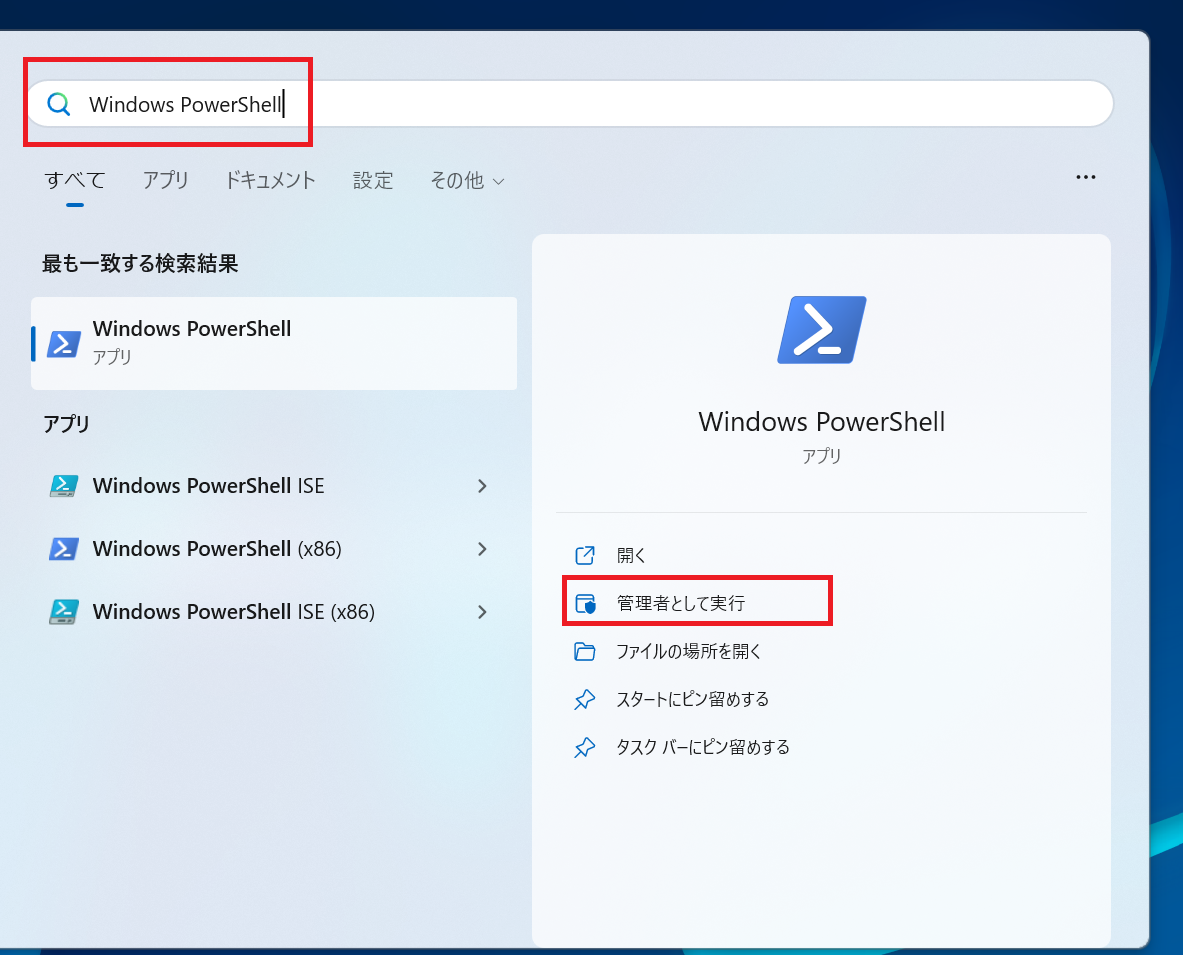 Windows PowerShell
すべて アプリ ドキュメント 設定 その他
最も一致する検索結果
Windows PowerShell
アプリ
アプリ
Windows PowerShell ISE
Windows PowerShell (x86)
Windows PowerShell ISE (x86)
Windows PowerShell
アプリ
開く
管理者として実行
ファイルの場所を開く
スタートにピン留めする
タスク バーにピン留めする